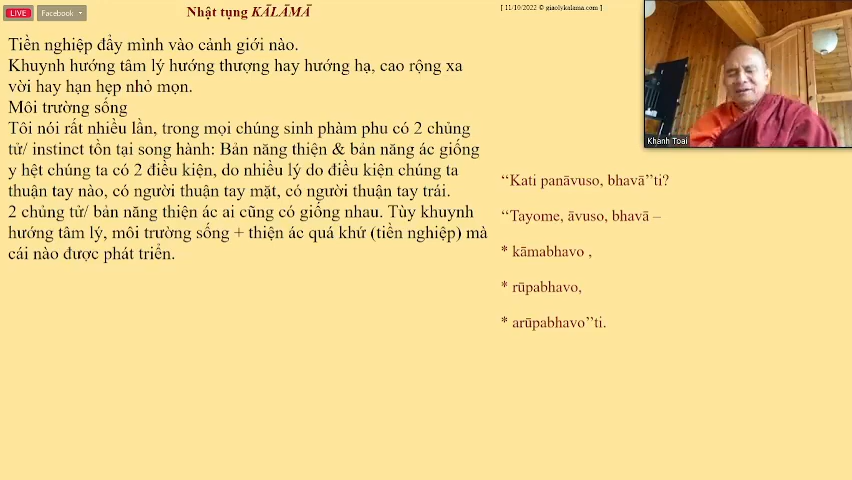 LIVE
Facebook
Nhật tụng KĀLĀMĀ
[ 11/10/2022 © giaolykalama.com ]
Tiền nghiệp đẩy mình vào cảnh giới nào.
Khuynh hướng tâm lý hướng thượng hay hướng hạ, cao rộng xa
vời hay hạn hẹp nhỏ mọn.
Môi trường sống
Tôi nói rất nhiều lần, trong mọi chúng sinh phàm phu có 2 chủng
tử/ instinct tồn tại song hành: Bản năng thiện & bản năng ác giống
y hệt chúng ta có 2 điều kiện, do nhiều lý do điều kiện chúng ta
thuận tay nào, có người thuận tay mặt, có người thuận tay trái.
2 chủng tử/ bản năng thiện ác ai cũng có giống nhau. Tùy khuynh
hướng tâm lý, môi trường sống + thiện ác quá khứ (tiền nghiệp) mà
cái nào được phát triển.
Khanh Toai
“Kati panāvuso, bhavā”ti?
“Tayome, āvuso, bhavā –
* kāmabhavo ,
* rūpabhavo,
* arūpabhavo”ti.